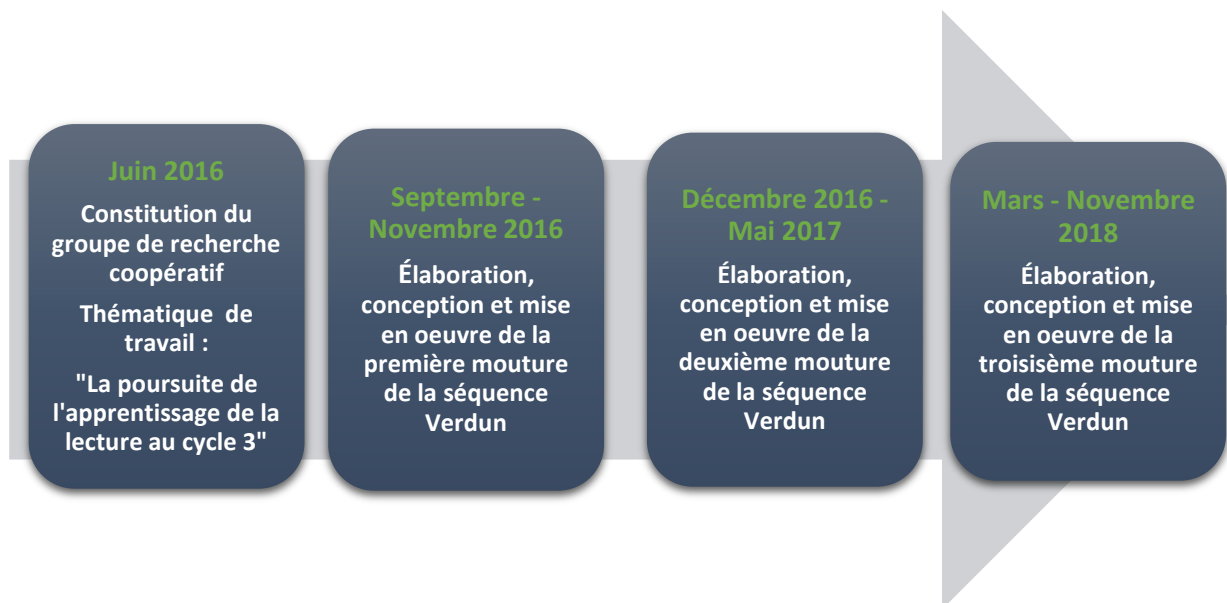 Juin 2016
Constitution du
groupe de recherche
coopératif
Thématique de
travail :
"La poursuite de
l'apprentissage de la
lecture au cycle 3"
Septembre -
Novembre 2016
Élaboration,
conception et mise
en oeuvre de la
première mouture
de la séquence
Verdun
Décembre 2016 -
Mai 2017
Élaboration,
conception et mise
en oeuvre de la
deuxième mouture
de la séquence
Verdun
Mars - Novembre
2018
Élaboration,
conception et mise
en oeuvre de la
troisisème mouture
de la séquence
Verdun